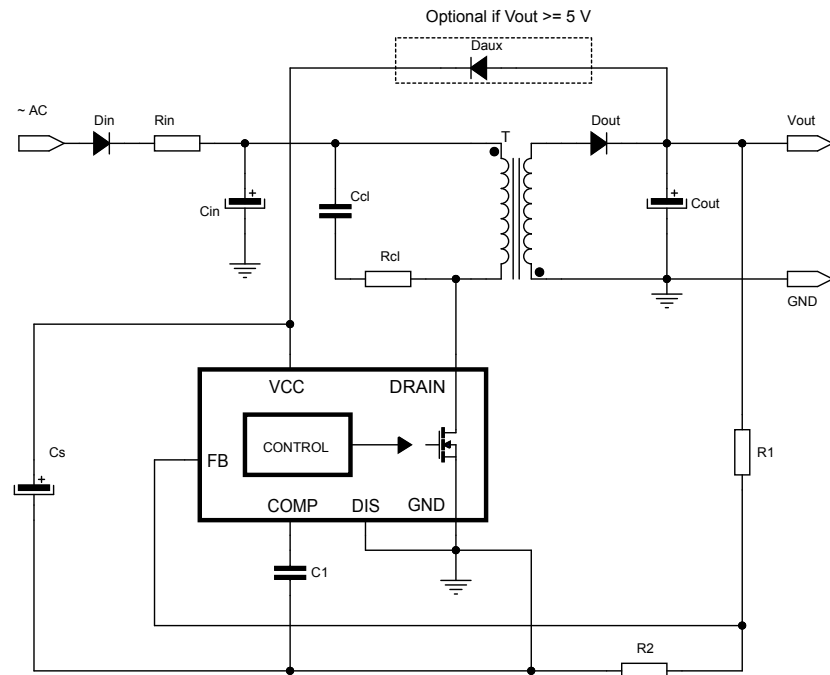 Optional if Vout >= 5 V
Daux
~ AC
Din
Rin
T
Dout
Vout
+
Cin
Ccl
+
Cout
Rcl
GND
VCC
DRAIN
CONTROL
FB
R1
Cs
+
COMP
DIS
GND
C1
R2